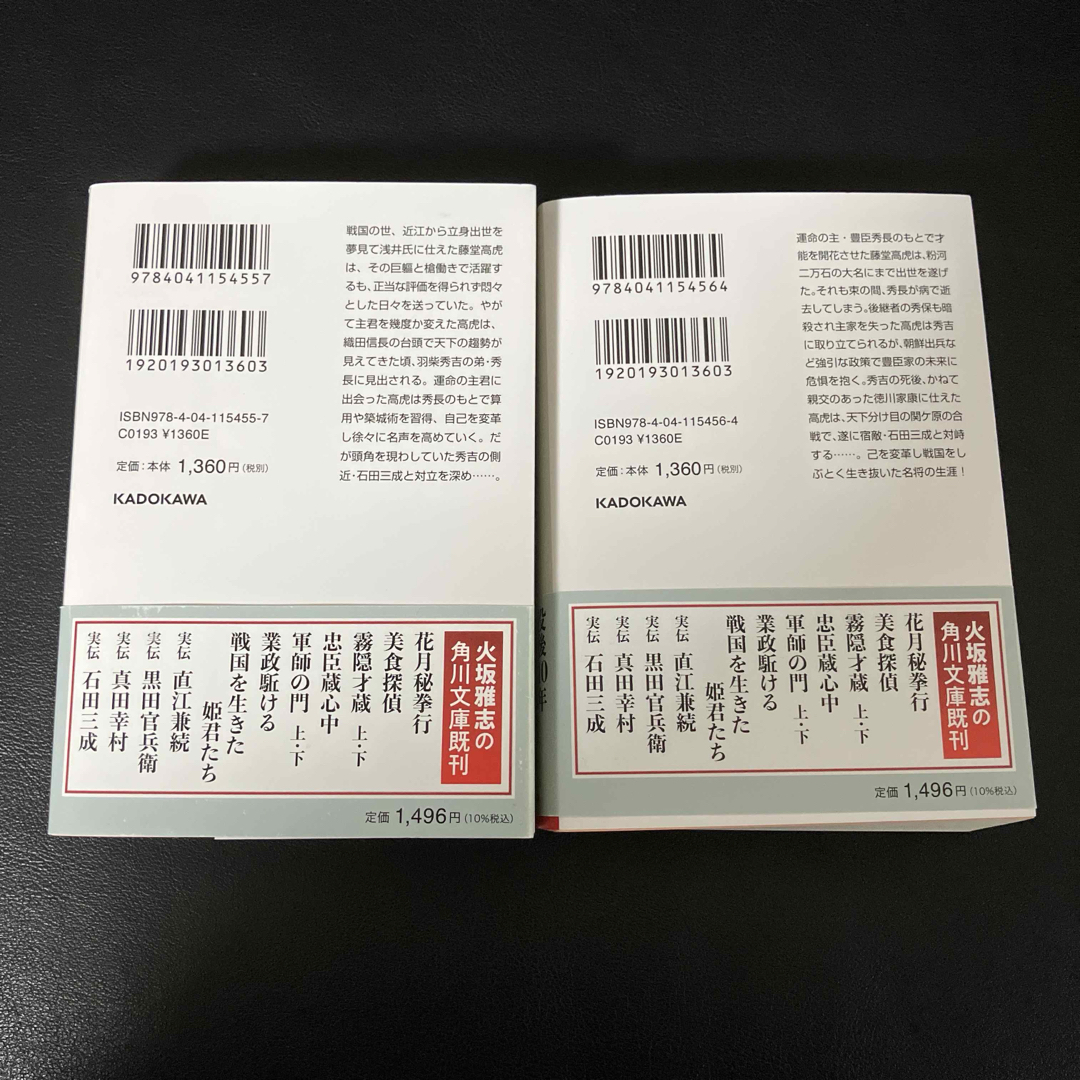 9784041154557
1920193013603
ISBN978-4-04-115455-7
C0193 ¥1360E
定価：本体 1,360円（税別）
KADOKAWA
戦国の世、近江から立身出世を
夢見て浅井氏に仕えた藤堂高虎
は、その巨軀と槍働きで活躍す
るも、正当な評価を得られず悶々
とした日々を送っていた。やが
て主君を幾度か変えた高虎は、
織田信長の台頭で天下の趨勢が
見えてきた頃、羽柴秀吉の弟・秀
長に見出される。運命の主君に
出会った高虎は秀長のもとで算
用や築城術を習得、自己を変革
し徐々に名声を高めていく。だ
が頭角を現わしていた秀吉の側
近・石田三成と対立を深め……。
火坂雅志の
角川文庫既刊
花月秘拳行
美食探偵
霧隠才蔵 上・下
忠臣蔵心中
軍師の門 上・下
業政駈ける
戦国を生きた
姫君たち
実伝 直江兼続
実伝 黒田官兵衛
実伝 真田幸村
実伝 石田三成
定価 1,496円（10%税込）
9784041154564
1920193013603
ISBN978-4-04-115456-4
C0193 ¥1360E
定価：本体 1,360円（税別）
KADOKAWA
運命の主・豊臣秀長のもとで才
能を開花させた藤堂高虎は、粉河
二万石の大名にまで出世を遂げ
た。それも束の間、秀長が病で逝
去してしまう。後継者の秀保も暗
殺され主家を失った高虎は秀吉
に取り立てられるが、朝鮮出兵な
ど強引な政策で豊臣家の未来に
危惧を抱く。秀吉の死後、かねて
親交のあった徳川家康に仕えた
高虎は、天下分け目の関ケ原の合
戦で、遂に宿敵・石田三成と対峙
する……。己を変革し戦国をし
ぶとく生き抜いた名将の生涯！
火坂雅志の
角川文庫既刊
花月秘拳行
美食探偵
霧隠才蔵 上・下
忠臣蔵心中
軍師の門 上・下
業政駈ける
戦国を生きた
姫君たち
実伝 直江兼続
実伝 黒田官兵衛
実伝 真田幸村
実伝 石田三成
定価 1,496円（10%税込）